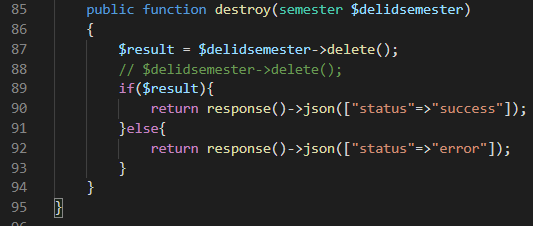 85 public function destroy(semester $delidsemester)
86 {
87 $result = $delidsemester->delete();
88 // $delidsemester->delete();
89 if($result){
90 return response()->json(["status"=>"success"]);
91 }else{
92 return response()->json(["status"=>"error"]);
93 }
94 }
95 }